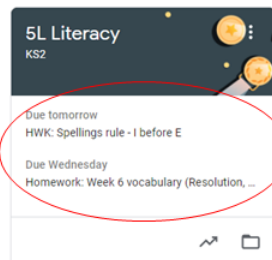 5L Literacy
KS2
Due tomorrow
HWK: Spellings rule - I before E
Due Wednesday
Homework: Week 6 vocabulary (Resolution, ...